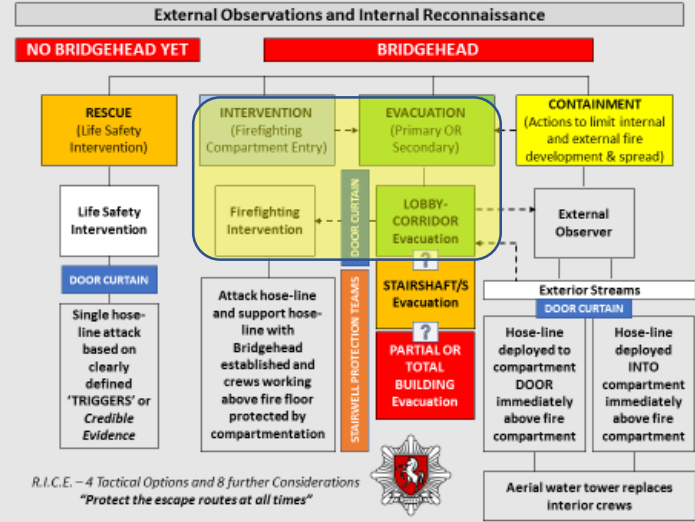 External Observations and Internal Reconnaissance
NO BRIDGEHEAD YET
BRIDGEHEAD
RESCUE
(Life Safety
Intervention)
INTERVENTION
(Firefighting
Compartment Entry)
EVACUATION
(Primary OR
Secondary)
CONTAINMENT
(Actions to limit internal
and external fire
development & spread)
Life Safety
Intervention
Firefighting
Intervention
DOOR CURTAIN
LOBBY-
CORRIDOR
Evacuation
External
Observer
DOOR CURTAIN
Single hose-
line attack
based on
clearly
defined
'TRIGGERS' or
Credible
Evidence
Attack hose-line
and support hose-
line with
Bridgehead
established and
crews working
above fire floor
protected by
compartmentation
STAIRWELL PROTECTION TEAMS
?
STAIRSHAFT/S
Evacuation
?
PARTIAL OR
TOTAL
BUILDING
Evacuation
Exterior Streams
DOOR CURTAIN
Hose-line
deployed to
compartment
DOOR
immediately
above fire
compartment
Hose-line
deployed
INTO
compartment
immediately
above fire
compartment
Aerial water tower replaces
interior crews
R.I.C.E. – 4 Tactical Options and 8 further Considerations
"Protect the escape routes at all times"